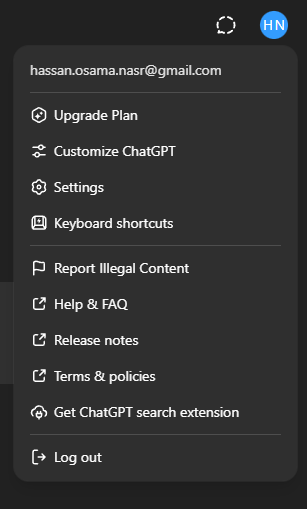 HN
hassan.osama.nasr@gmail.com
Upgrade Plan
Customize ChatGPT
Settings
Keyboard shortcuts
Report Illegal Content
Help & FAQ
Release notes
Terms & policies
Get ChatGPT search extension
Log out